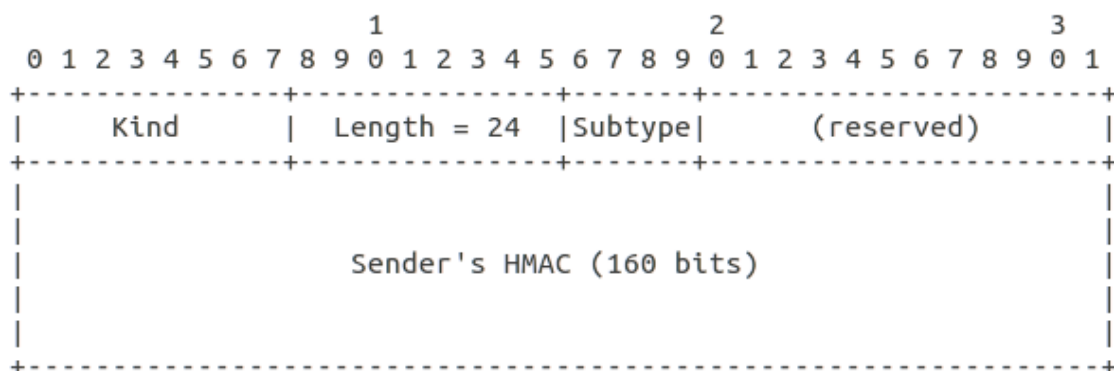 1                   2                   3
 0 1 2 3 4 5 6 7 8 9 0 1 2 3 4 5 6 7 8 9 0 1 2 3 4 5 6 7 8 9 0 1
+---------------+---------------+-------+-----------------------+
|     Kind      |  Length = 24  |Subtype|      (reserved)       |
+---------------+---------------+-------+-----------------------+
|                                                               |
|                                                               |
|                   Sender's HMAC (160 bits)                    |
|                                                               |
|                                                               |
+---------------------------------------------------------------+